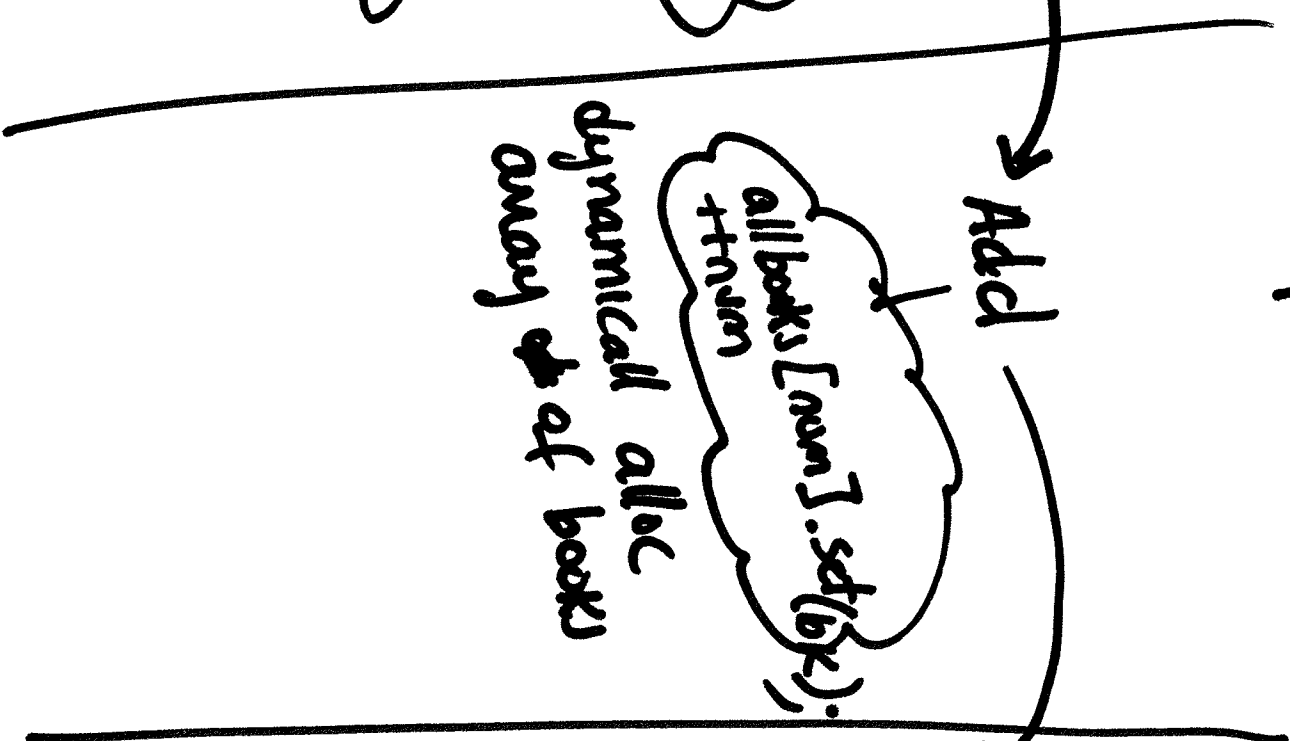 Add
allbooks[num].set(bk);
++num
dynamicall alloc
array of books